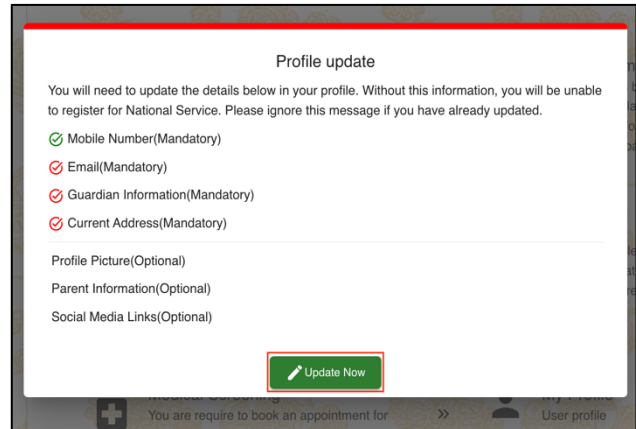 Profile update
You will need to update the details below in your profile. Without this information, you will be unable
to register for National Service. Please ignore this message if you have already updated.
Mobile Number(Mandatory)
Email(Mandatory)
Guardian Information(Mandatory)
Current Address(Mandatory)
Profile Picture(Optional)
Parent Information(Optional)
Social Media Links(Optional)
Update Now
Medical Screening
My Profile
You are require to book an appointment for
»
User profile